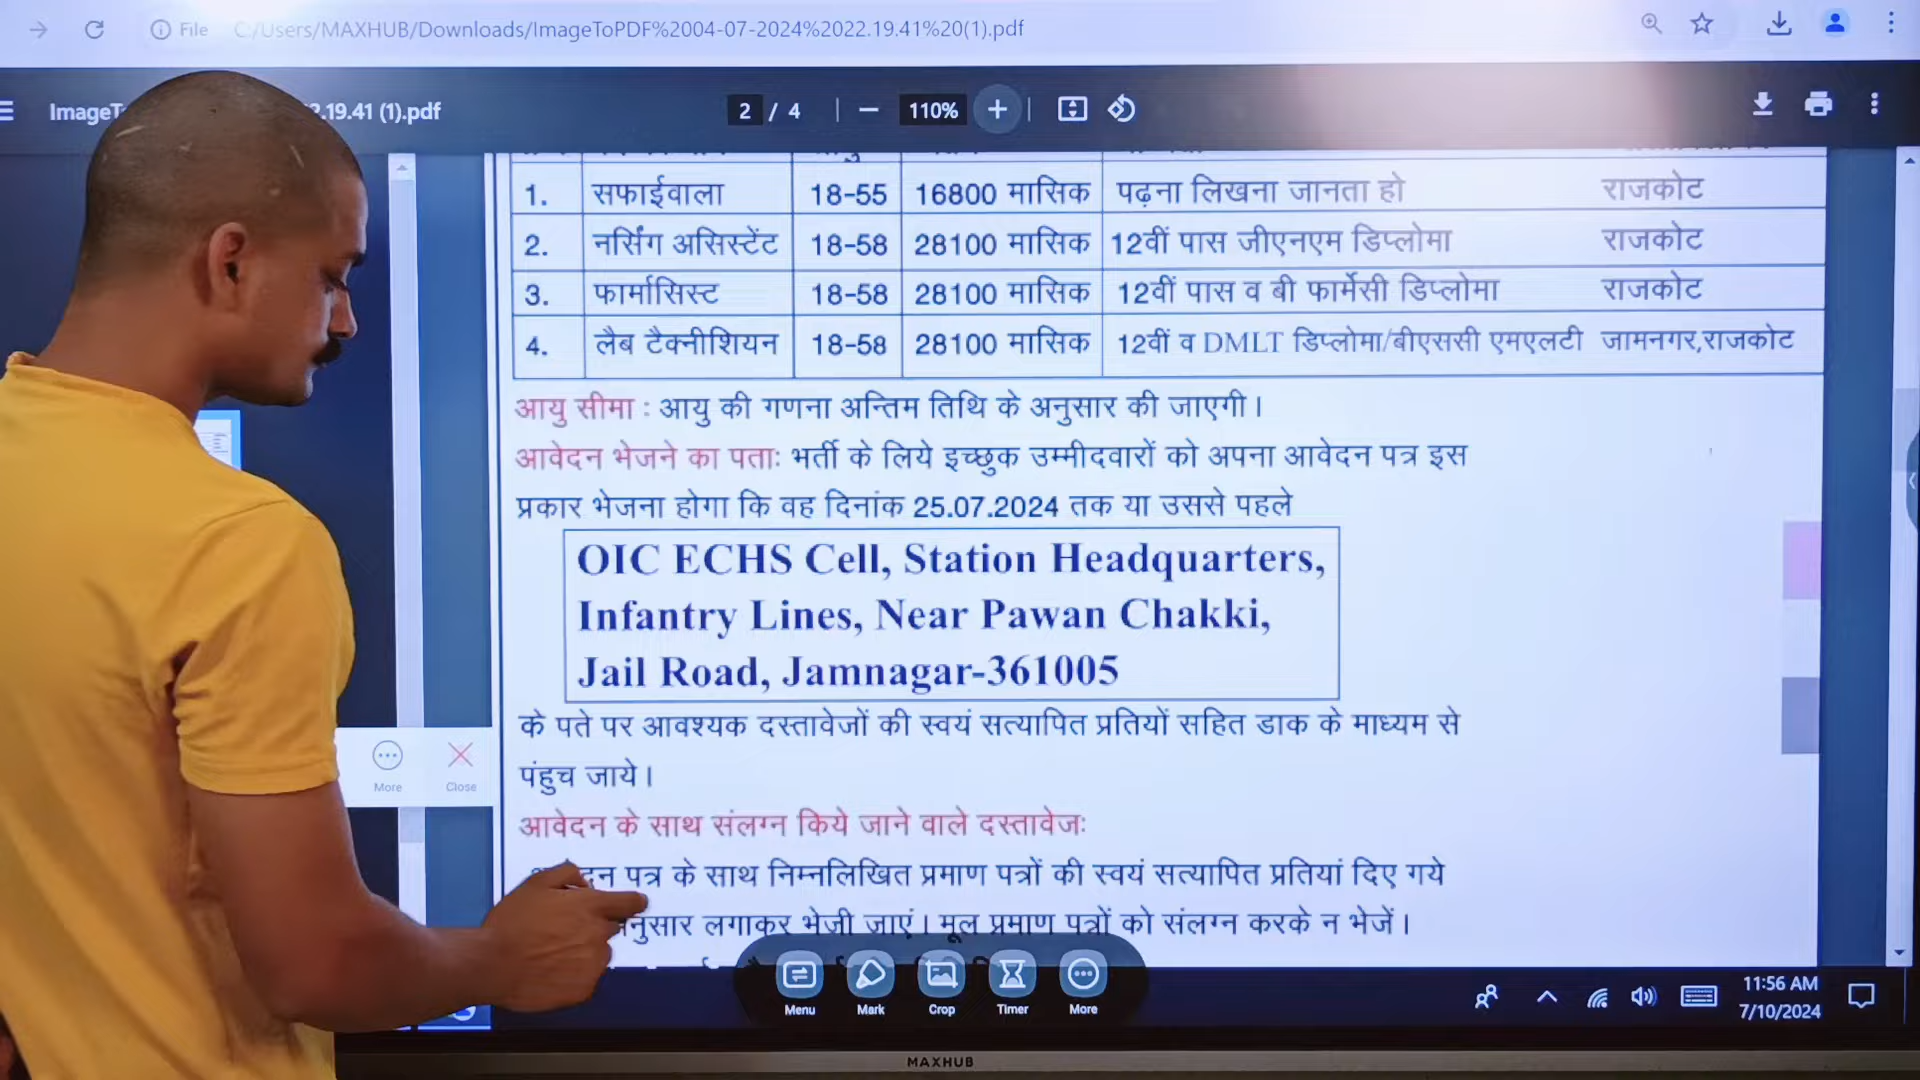 File C:/Users/MAXHUB/Downloads/ImageToPDF%2004-07-2024%2022.19.41%20(1).pdf
2.19.41 (1).pdf
2 / 4
110%
1. सफाईवाला 18-55 16800 मासिक पढ़ना लिखना जानता हो राजकोट
2. नर्सिंग असिस्टेंट 18-58 28100 मासिक 12वीं पास जीएनएम डिप्लोमा राजकोट
3. फार्मासिस्ट 18-58 28100 मासिक 12वीं पास व बी फार्मेसी डिप्लोमा राजकोट
4. लैब टैक्नीशियन 18-58 28100 मासिक 12वीं व DMLT डिप्लोमा/बीएससी एमएलटी जामनगर,राजकोट
आयु सीमा : आयु की गणना अन्तिम तिथि के अनुसार की जाएगी।
आवेदन भेजने का पताः भर्ती के लिये इच्छुक उम्मीदवारों को अपना आवेदन पत्र इस
प्रकार भेजना होगा कि वह दिनांक 25.07.2024 तक या उससे पहले
OIC ECHS Cell, Station Headquarters,
Infantry Lines, Near Pawan Chakki,
Jail Road, Jamnagar-361005
के पते पर आवश्यक दस्तावेजों की स्वयं सत्यापित प्रतियों सहित डाक के माध्यम से
पंहुच जाये।
आवेदन के साथ संलग्न किये जाने वाले दस्तावेजः
पत्र के साथ निम्नलिखित प्रमाण पत्रों की स्वयं सत्यापित प्रतियां दिए गये
लगाकर भेजी जाएं। मूल प्रमाण पत्रों को संलग्न करके न भेजें।
More Close
Menu Mark Crop Timer More
11:56 AM
7/10/2024
MAXHUB